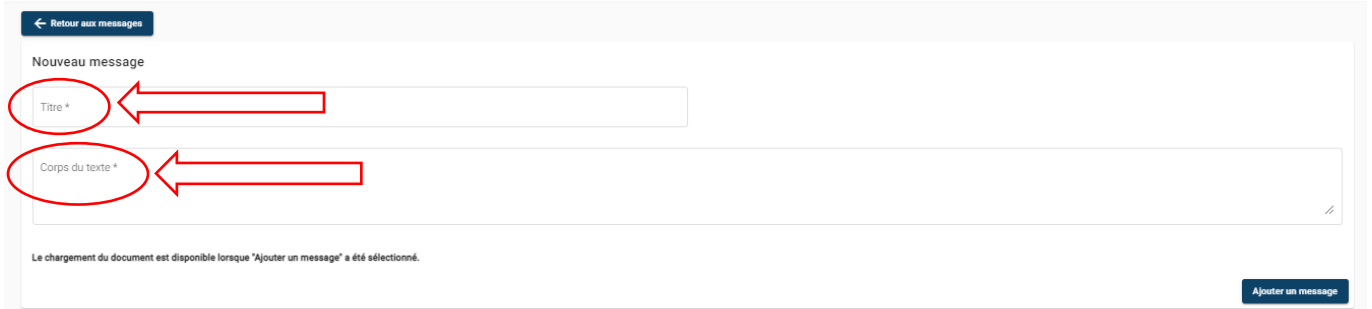 Retour aux messages
Nouveau message
Titre *
Corps du texte *
Le chargement du document est disponible lorsque "Ajouter un message" a été sélectionné.
Ajouter un message